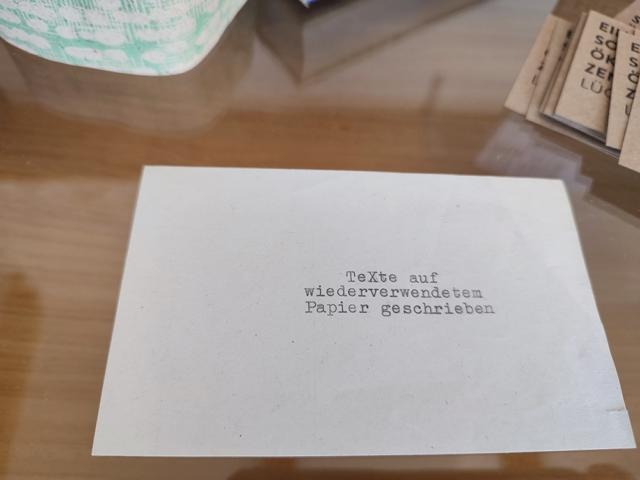 TeXte auf
wiederverwendetem
Papier geschrieben